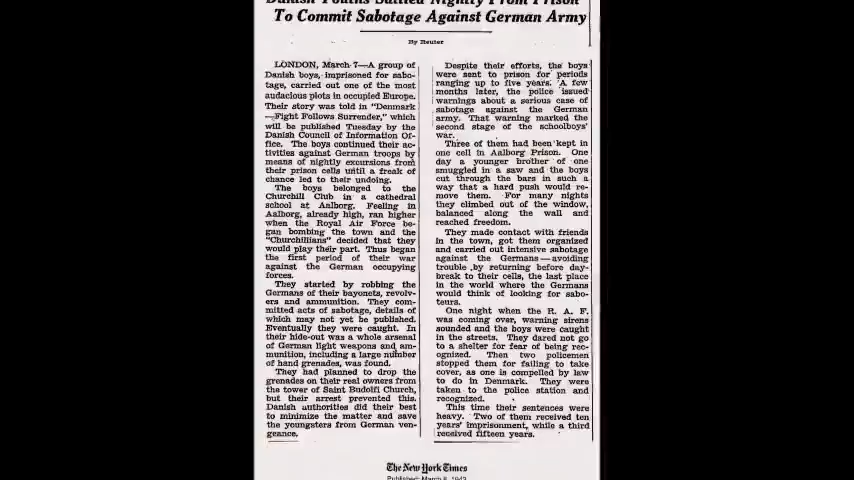 Danish Youths Sallied Nightly From Prison
To Commit Sabotage Against German Army
By Reuter
LONDON, March 7—A group of
Danish boys, imprisoned for sabo-
tage, carried out one of the most
audacious plots in occupied Europe.
Their story was told in "Denmark
—Fight Follows Surrender," which
will be published Tuesday by the
Danish Council of Information Of-
fice. The boys continued their ac-
tivities against German troops by
means of nightly excursions from
their prison cells until a freak of
chance led to their undoing.
The boys belonged to the
Churchill Club in a cathedral
school at Aalborg. Feeling in
Aalborg, already high, ran higher
when the Royal Air Force be-
gan bombing the town and the
"Churchillians" decided that they
would play their part. Thus began
the first period of their war
against the German occupying
forces.
They started by robbing the
Germans of their bayonets, revolv-
ers and ammunition. They com-
mitted acts of sabotage, details of
which may not yet be published.
Eventually they were caught. In
their hide-out was a whole arsenal
of German light weapons and am-
munition, including a large number
of hand grenades, was found.
They had planned to drop the
grenades on their real owners from
the tower of Saint Budolfi Church,
but their arrest prevented this.
Danish authorities did their best
to minimize the matter and save
the youngsters from German ven-
geance.
Despite their efforts, the boys
were sent to prison for periods
ranging up to five years. A few
months later, the police issued
warnings about a serious case of
sabotage against the German
army. That warning marked the
second stage of the schoolboys'
war.
Three of them had been kept in
one cell in Aalborg Prison. One
day a younger brother of one
smuggled in a saw and the boys
cut through the bars in such a
way that a hard push would re-
move them. For many nights
they climbed out of the window,
balanced along the wall and
reached freedom.
They made contact with friends
in the town, got them organized
and carried out intensive sabotage
against the Germans—avoiding
trouble by returning before day-
break to their cells, the last place
in the world where the Germans
would think of looking for sabo-
teurs.
One night when the R. A. F.
was coming over, warning sirens
sounded and the boys were caught
in the streets. They dared not go
to a shelter for fear of being rec-
ognized. Then two policemen
stopped them for failing to take
cover, as one is compelled by law
to do in Denmark. They were
taken to the police station and
recognized.
This time their sentences were
heavy. Two of them received ten
years' imprisonment, while a third
received fifteen years.
The New York Times
Published: March 8, 1943